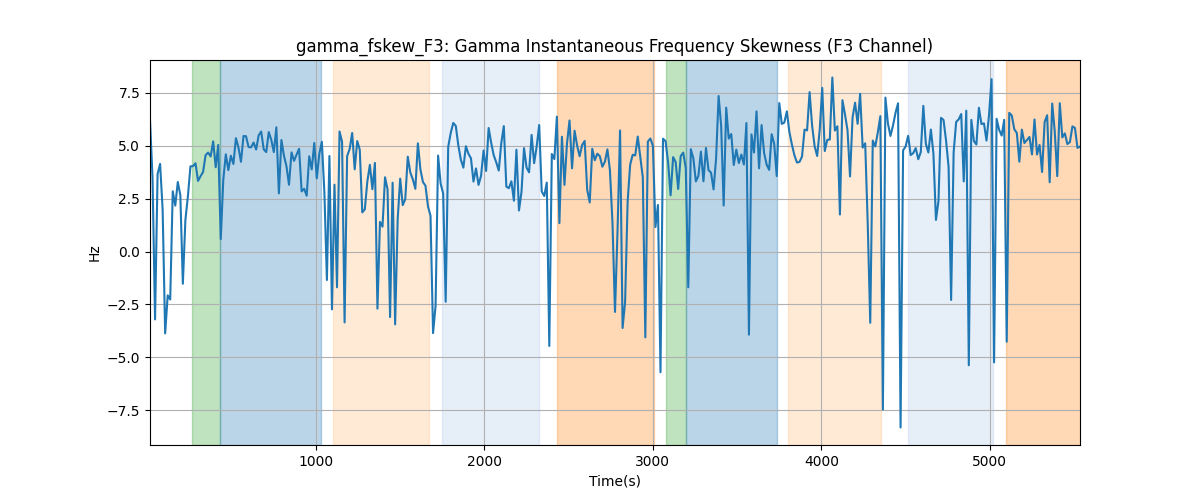 gamma_fskew_F3: Gamma Instantaneous Frequency Skewness (F3 Channel)
7.5
5.0
2.5
0.0
−2.5
−5.0
−7.5
Hz
1000 2000 3000 4000 5000
Time(s)